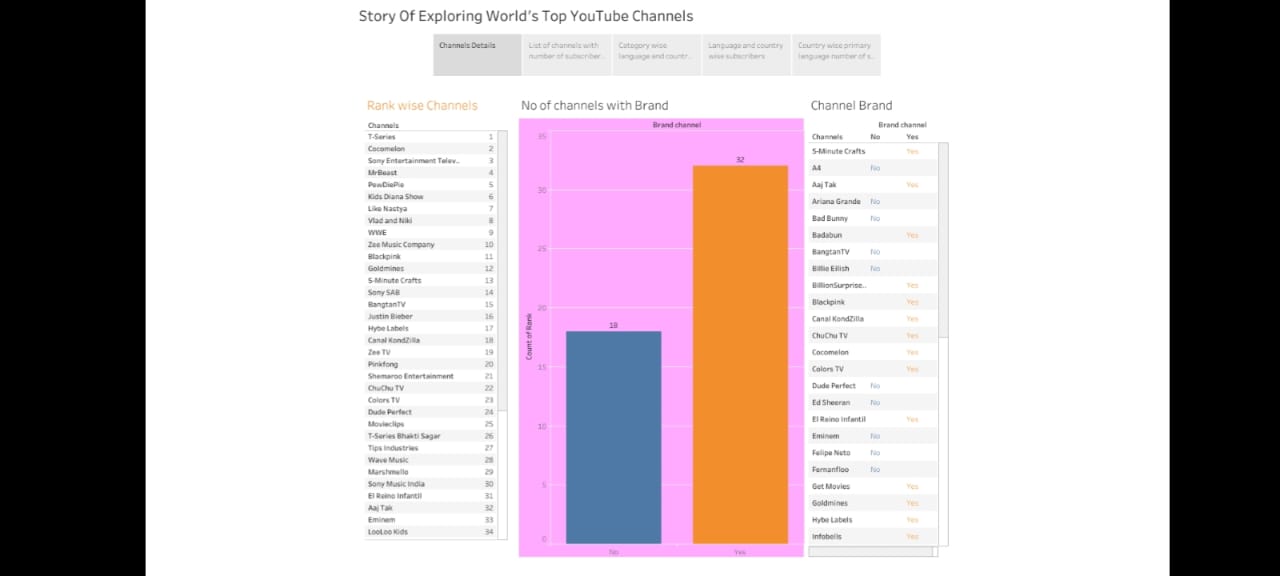 Story Of Exploring World's Top YouTube Channels
Channels Details
List of channels with
number of subscriber..
Category wise
language and countr..
Language and country
wise subscribers
Country wise primary
language number of s..
Rank wise Channels
Channels
T-Series 1
Cocomelon 2
Sony Entertainment Telev.. 3
MrBeast 4
PewDiePie 5
Kids Diana Show 6
Like Nastya 7
Vlad and Niki 8
WWE 9
Zee Music Company 10
Blackpink 11
Goldmines 12
5-Minute Crafts 13
Sony SAB 14
BangtanTV 15
Justin Bieber 16
Hybe Labels 17
Canal KondZilla 18
Zee TV 19
Pinkfong 20
Shemaroo Entertainment 21
ChuChu TV 22
Colors TV 23
Dude Perfect 24
Movieclips 25
T-Series Bhakti Sagar 26
Tips Industries 27
Wave Music 28
Marshmello 29
Sony Music India 30
El Reino Infantil 31
Aaj Tak 32
Eminem 33
LooLoo Kids 34
No of channels with Brand
Brand channel
Count of Rank
35
30
25
20
15
10
5
0
18
32
No Yes
Channel Brand
Brand channel
Channels No Yes
5-Minute Crafts Yes
A4 No
Aaj Tak Yes
Ariana Grande No
Bad Bunny No
Badabun Yes
BangtanTV No
Billie Eilish No
BillionSurprise.. Yes
Blackpink Yes
Canal KondZilla Yes
ChuChu TV Yes
Cocomelon Yes
Colors TV Yes
Dude Perfect No
Ed Sheeran No
El Reino Infantil Yes
Eminem No
Felipe Neto No
Fernanfloo No
Get Movies Yes
Goldmines Yes
Hybe Labels Yes
Infobells Yes